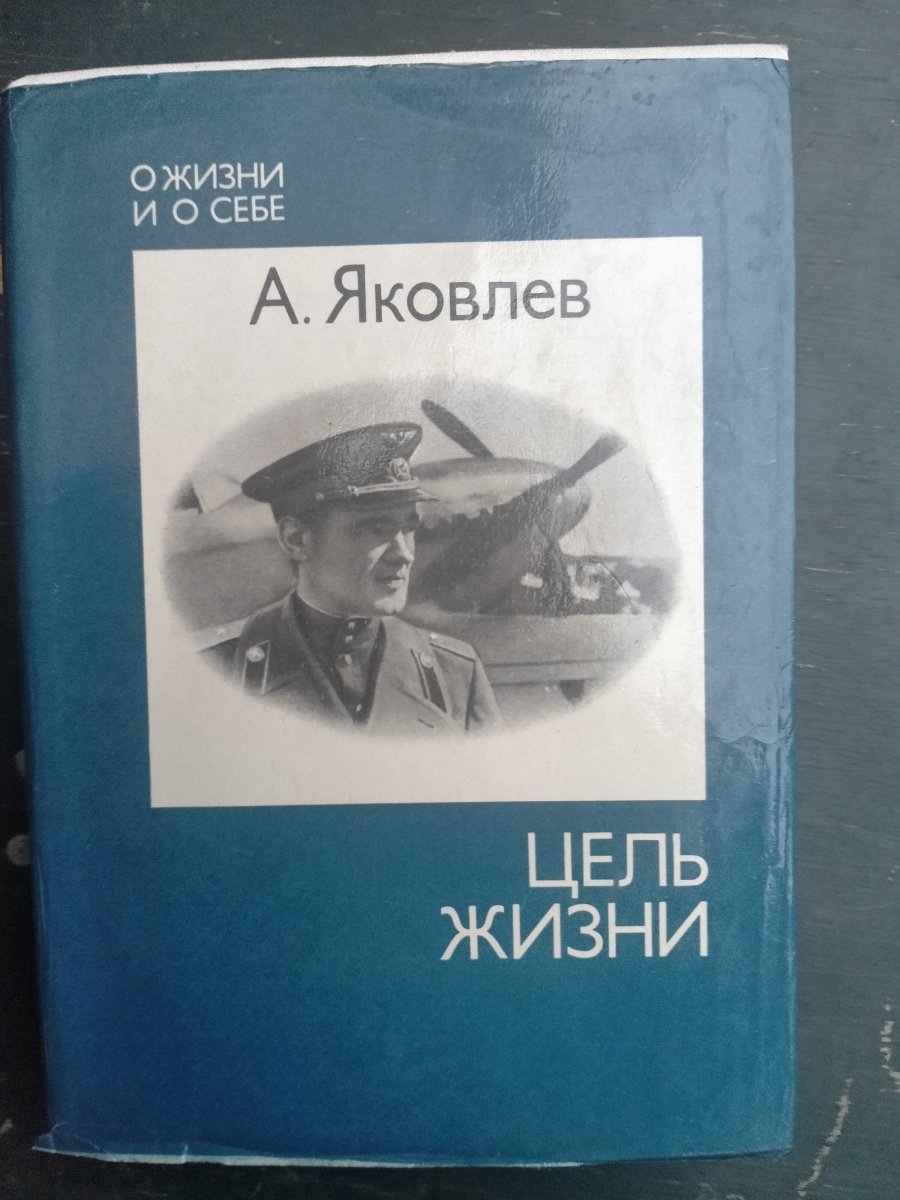 О ЖИЗНИ
И О СЕБЕ
А. Яковлев
ЦЕЛЬ
ЖИЗНИ